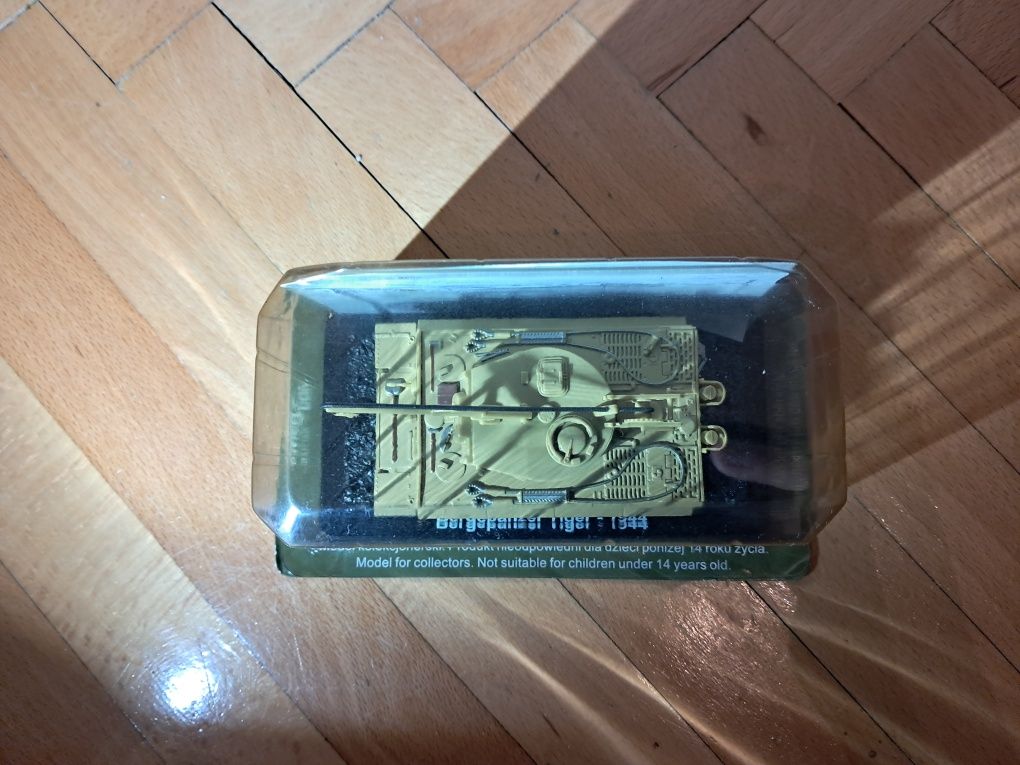 Bergepanzer Tiger - 1944
kolekcjonerski. Produkt nieodpowiedni dla dzieci poniżej 14 roku życia.
Model for collectors. Not suitable for children under 14 years old.